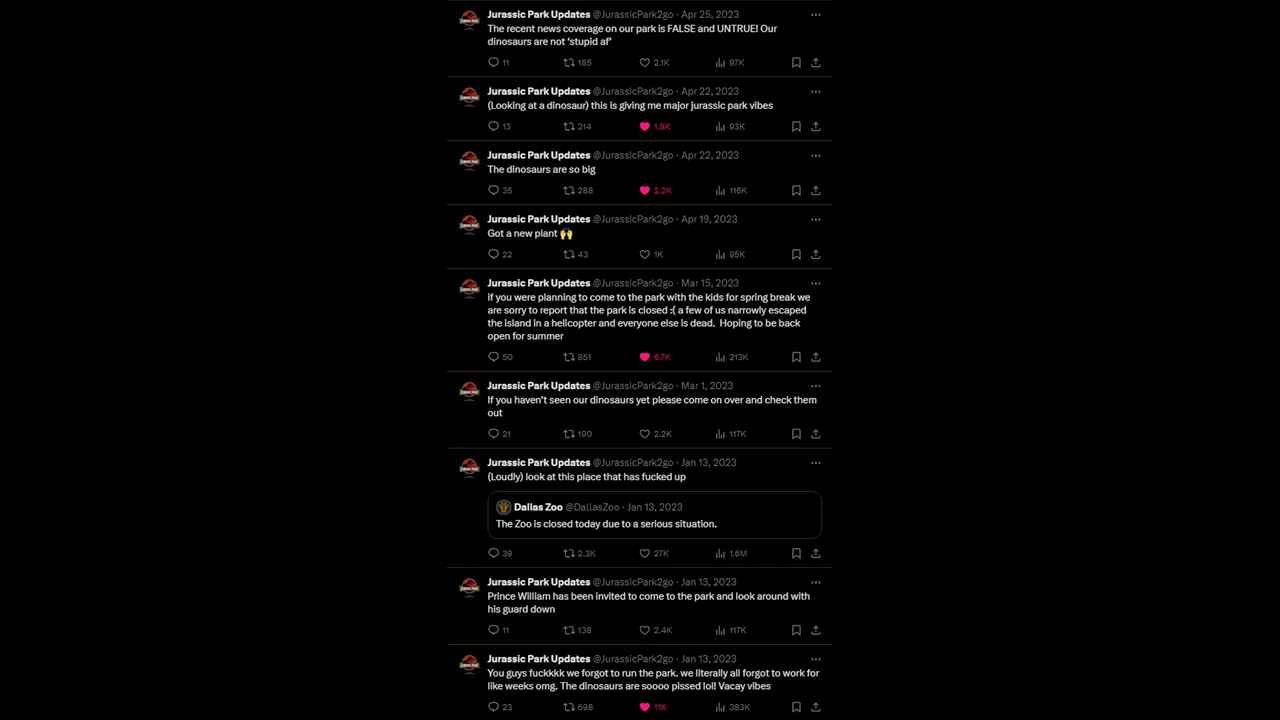 Jurassic Park Updates @JurassicPark2go · Apr 25, 2023
The recent news coverage on our park is FALSE and UNTRUE! Our
dinosaurs are not ‘stupid af’
11 185 2.1K 97K
Jurassic Park Updates @JurassicPark2go · Apr 22, 2023
(Looking at a dinosaur) this is giving me major jurassic park vibes
13 214 1.8K 93K
Jurassic Park Updates @JurassicPark2go · Apr 22, 2023
The dinosaurs are so big
35 288 2.2K 116K
Jurassic Park Updates @JurassicPark2go · Apr 19, 2023
Got a new plant 🙌
22 43 1K 95K
Jurassic Park Updates @JurassicPark2go · Mar 15, 2023
if you were planning to come to the park with the kids for spring break we
are sorry to report that the park is closed :( a few of us narrowly escaped
the island in a helicopter and everyone else is dead. Hoping to be back
open for summer
50 851 6.7K 213K
Jurassic Park Updates @JurassicPark2go · Mar 1, 2023
If you haven’t seen our dinosaurs yet please come on over and check them
out
21 190 2.2K 117K
Jurassic Park Updates @JurassicPark2go · Jan 13, 2023
(Loudly) look at this place that has fucked up
Dallas Zoo @DallasZoo · Jan 13, 2023
The Zoo is closed today due to a serious situation.
39 2.3K 27K 1.6M
Jurassic Park Updates @JurassicPark2go · Jan 13, 2023
Prince William has been invited to come to the park and look around with
his guard down
11 138 2.4K 117K
Jurassic Park Updates @JurassicPark2go · Jan 13, 2023
You guys fuckkkk we forgot to run the park. we literally all forgot to work for
like weeks omg. The dinosaurs are soooo pissed lol! Vacay vibes
23 698 11K 383K